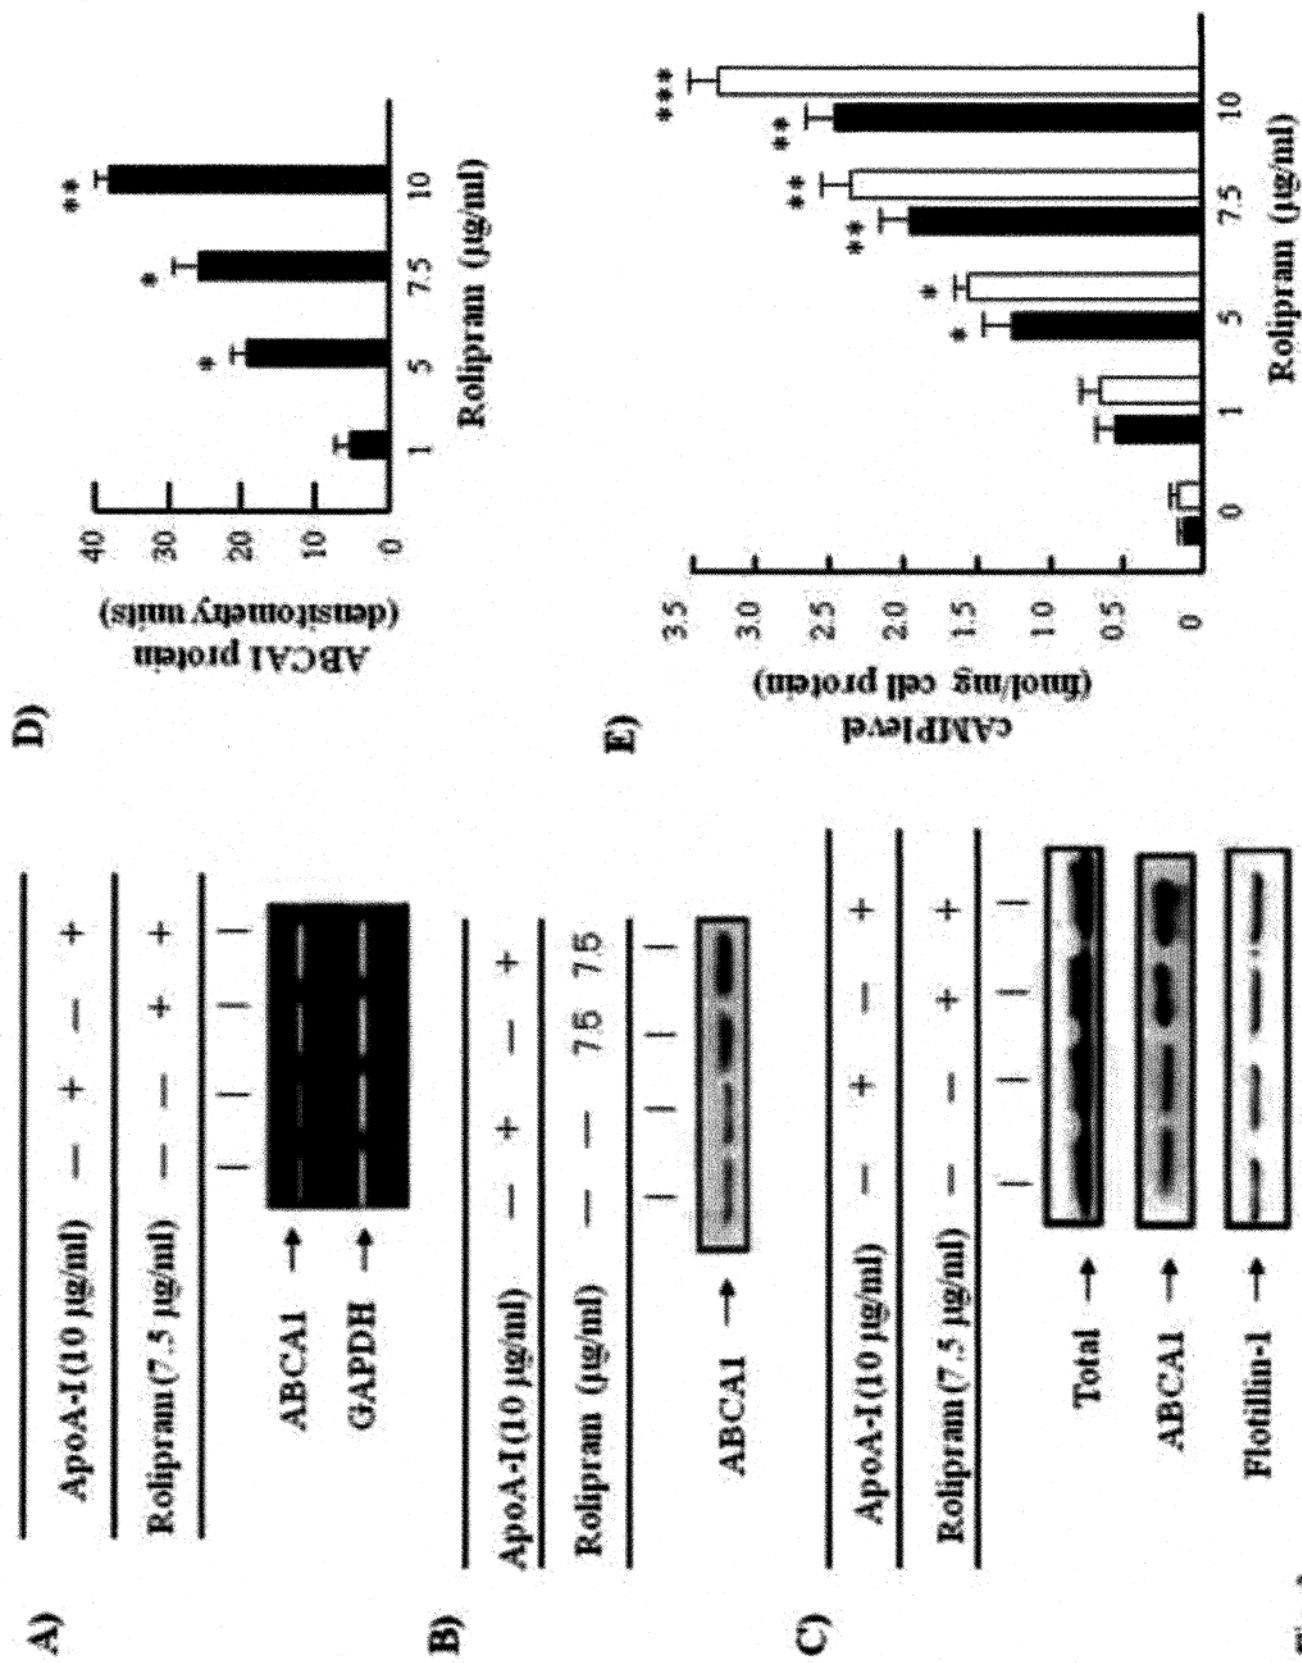 A)
ApoA-I (10 µg/ml) — + — +
Rolipram (7.5 µg/ml) — — + +
ABCA1 →
GAPDH →
B)
ApoA-I (10 µg/ml) — + — +
Rolipram (µg/ml) — — 7.5 7.5
ABCA1 →
C)
ApoA-I (10 µg/ml) — + — +
Rolipram (7.5 µg/ml) — — + +
Total →
ABCA1 →
Flotillin-1 →
D)
ABCA1 protein
(densitometry units)
40
30
20
10
0
* * **
1 5 7.5 10
Rolipram (µg/ml)
E)
cAMP level
(fmol/mg cell protein)
3.5
3.0
2.5
2.0
1.5
1.0
0.5
0
* * ** ** ** ***
0 1 5 7.5 10
Rolipram (µg/ml)